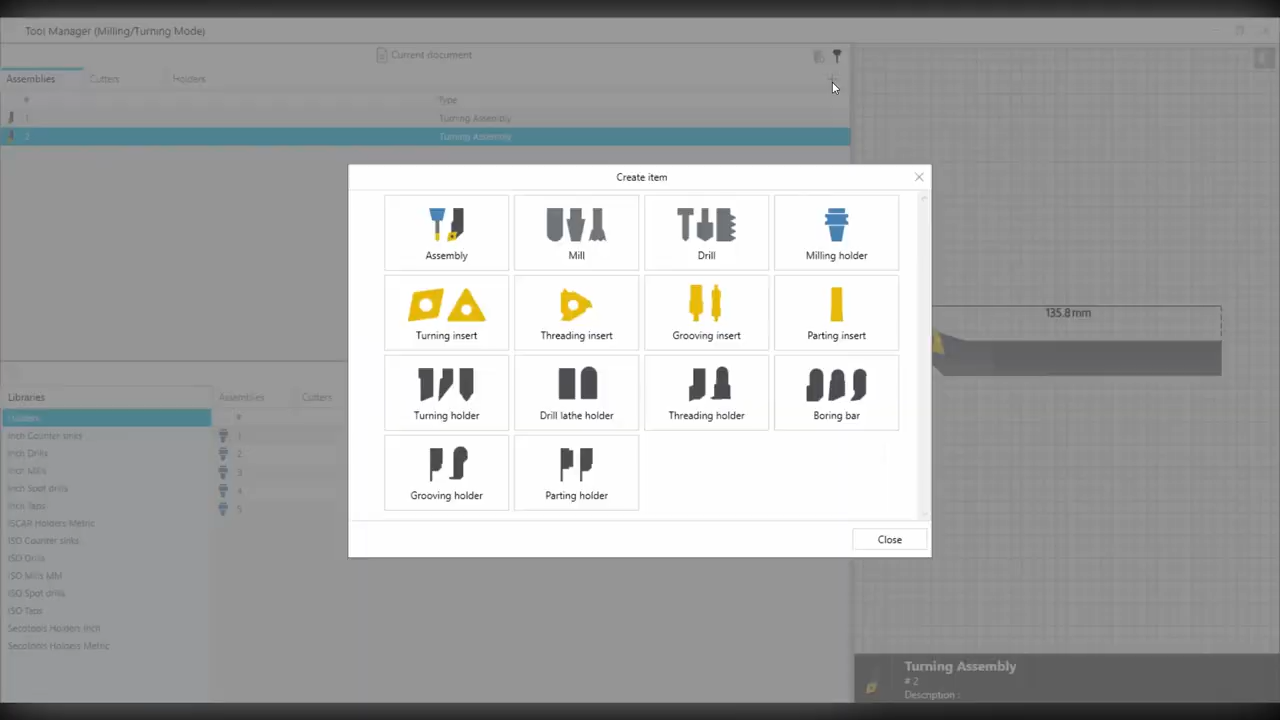 Tool Manager (Milling/Turning Mode)
Current document
Assemblies Cutters Holders
# Type
1 Turning Assembly
2 Turning Assembly
Create item
Assembly Mill Drill Milling holder
Turning insert Threading insert Grooving insert Parting insert
Turning holder Drill lathe holder Threading holder Boring bar
Grooving holder Parting holder
Close
135.8mm
Libraries
Holders
Inch Counter sinks
Inch Drills
Inch Mills
Inch Spot drills
Inch Taps
ISCAR Holders Metric
ISO Counter sinks
ISO Drills
ISO Mills MM
ISO Spot drills
ISO Taps
Secotools Holders Inch
Secotools Holders Metric
Assemblies Cutters
#
1
2
3
4
5
Turning Assembly
# 2
Description :